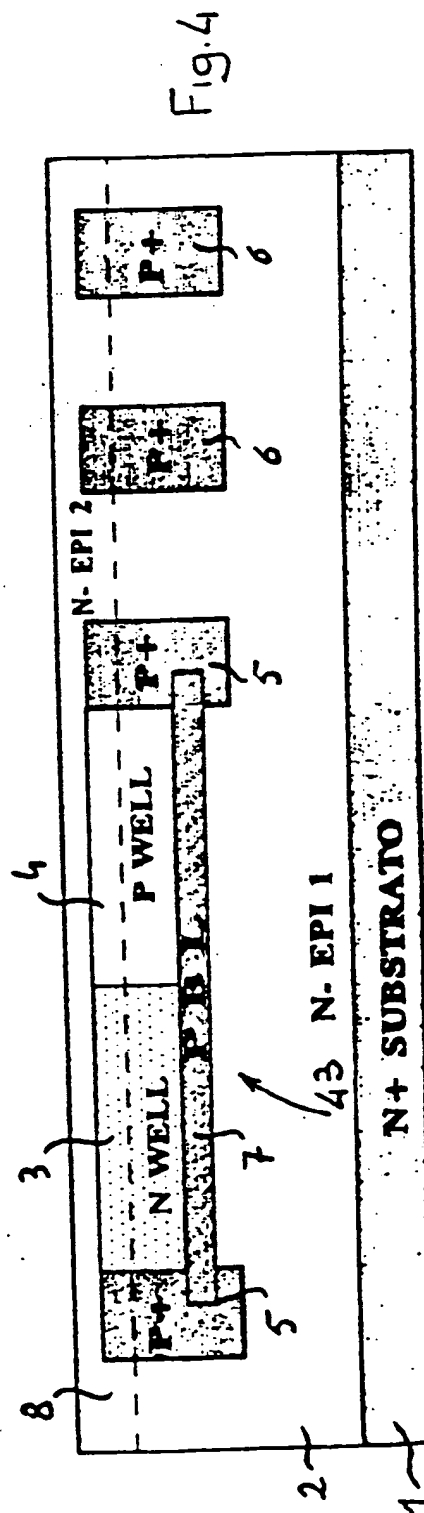 Fig.4
3
4
8
N- EPI 2
P+
N WELL
P WELL
P+
P+
P+
P B L
5
7
5
6
6
43
N- EPI 1
2
N+ SUBSTRATO
1